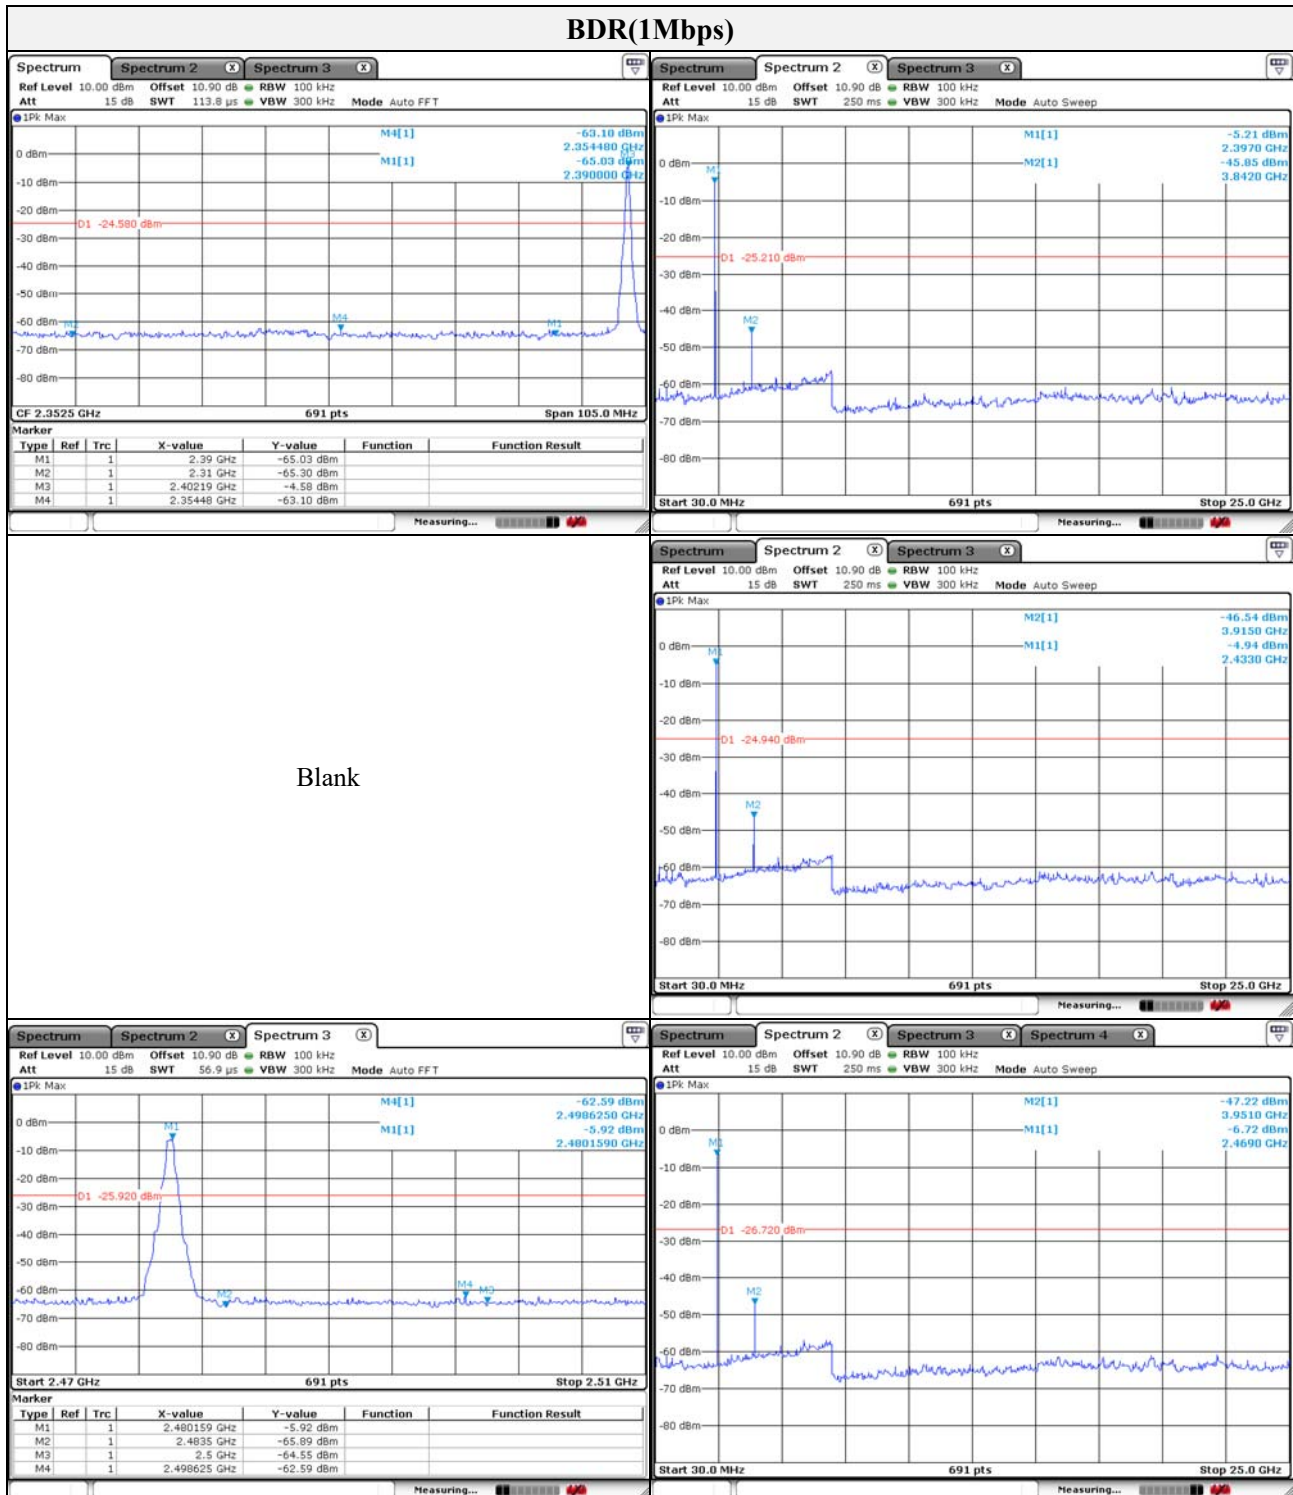 BDR(1Mbps)
Spectrum Spectrum 2 X Spectrum 3 X
Ref Level 10.00 dBm Offset 10.90 dB RBW 100 kHz
Att 15 dB SWT 113.8 µs VBW 300 kHz Mode Auto FFT
1Pk Max
M4[1] -63.10 dBm
2.354480 GHz
M1[1] -65.03 dBm
2.390000 GHz
M3
0 dBm
-10 dBm
-20 dBm
D1 -24.580 dBm
-30 dBm
-40 dBm
-50 dBm
-60 dBm
M2 M4 M1
-70 dBm
-80 dBm
CF 2.3525 GHz 691 pts Span 105.0 MHz
Marker
Type Ref Trc X-value Y-value Function Function Result
M1 1 2.39 GHz -65.03 dBm
M2 1 2.31 GHz -65.30 dBm
M3 1 2.40219 GHz -4.58 dBm
M4 1 2.35448 GHz -63.10 dBm
Measuring...
Spectrum Spectrum 2 X Spectrum 3 X
Ref Level 10.00 dBm Offset 10.90 dB RBW 100 kHz
Att 15 dB SWT 250 ms VBW 300 kHz Mode Auto Sweep
1Pk Max
M1[1] -5.21 dBm
2.3970 GHz
M2[1] -45.85 dBm
3.8420 GHz
0 dBm
M1
-10 dBm
-20 dBm
D1 -25.210 dBm
-30 dBm
-40 dBm
M2
-50 dBm
-60 dBm
-70 dBm
-80 dBm
Start 30.0 MHz 691 pts Stop 25.0 GHz
Measuring...
Blank
Spectrum Spectrum 2 X Spectrum 3 X
Ref Level 10.00 dBm Offset 10.90 dB RBW 100 kHz
Att 15 dB SWT 250 ms VBW 300 kHz Mode Auto Sweep
1Pk Max
M2[1] -46.54 dBm
3.9150 GHz
M1[1] -4.94 dBm
2.4330 GHz
0 dBm
M1
-10 dBm
-20 dBm
D1 -24.940 dBm
-30 dBm
-40 dBm
M2
-50 dBm
-60 dBm
-70 dBm
-80 dBm
Start 30.0 MHz 691 pts Stop 25.0 GHz
Measuring...
Spectrum Spectrum 2 X Spectrum 3 X
Ref Level 10.00 dBm Offset 10.90 dB RBW 100 kHz
Att 15 dB SWT 56.9 µs VBW 300 kHz Mode Auto FFT
1Pk Max
M4[1] -62.59 dBm
2.4986250 GHz
M1[1] -5.92 dBm
2.4801590 GHz
0 dBm
M1
-10 dBm
-20 dBm
D1 -25.920 dBm
-30 dBm
-40 dBm
-50 dBm
-60 dBm
M2 M4 M3
-70 dBm
-80 dBm
Start 2.47 GHz 691 pts Stop 2.51 GHz
Marker
Type Ref Trc X-value Y-value Function Function Result
M1 1 2.480159 GHz -5.92 dBm
M2 1 2.4835 GHz -65.89 dBm
M3 1 2.5 GHz -64.55 dBm
M4 1 2.498625 GHz -62.59 dBm
Measuring...
Spectrum Spectrum 2 X Spectrum 3 X Spectrum 4 X
Ref Level 10.00 dBm Offset 10.90 dB RBW 100 kHz
Att 15 dB SWT 250 ms VBW 300 kHz Mode Auto Sweep
1Pk Max
M2[1] -47.22 dBm
3.9510 GHz
M1[1] -6.72 dBm
2.4690 GHz
0 dBm
M1
-10 dBm
-20 dBm
D1 -26.720 dBm
-30 dBm
-40 dBm
M2
-50 dBm
-60 dBm
-70 dBm
-80 dBm
Start 30.0 MHz 691 pts Stop 25.0 GHz
Measuring...